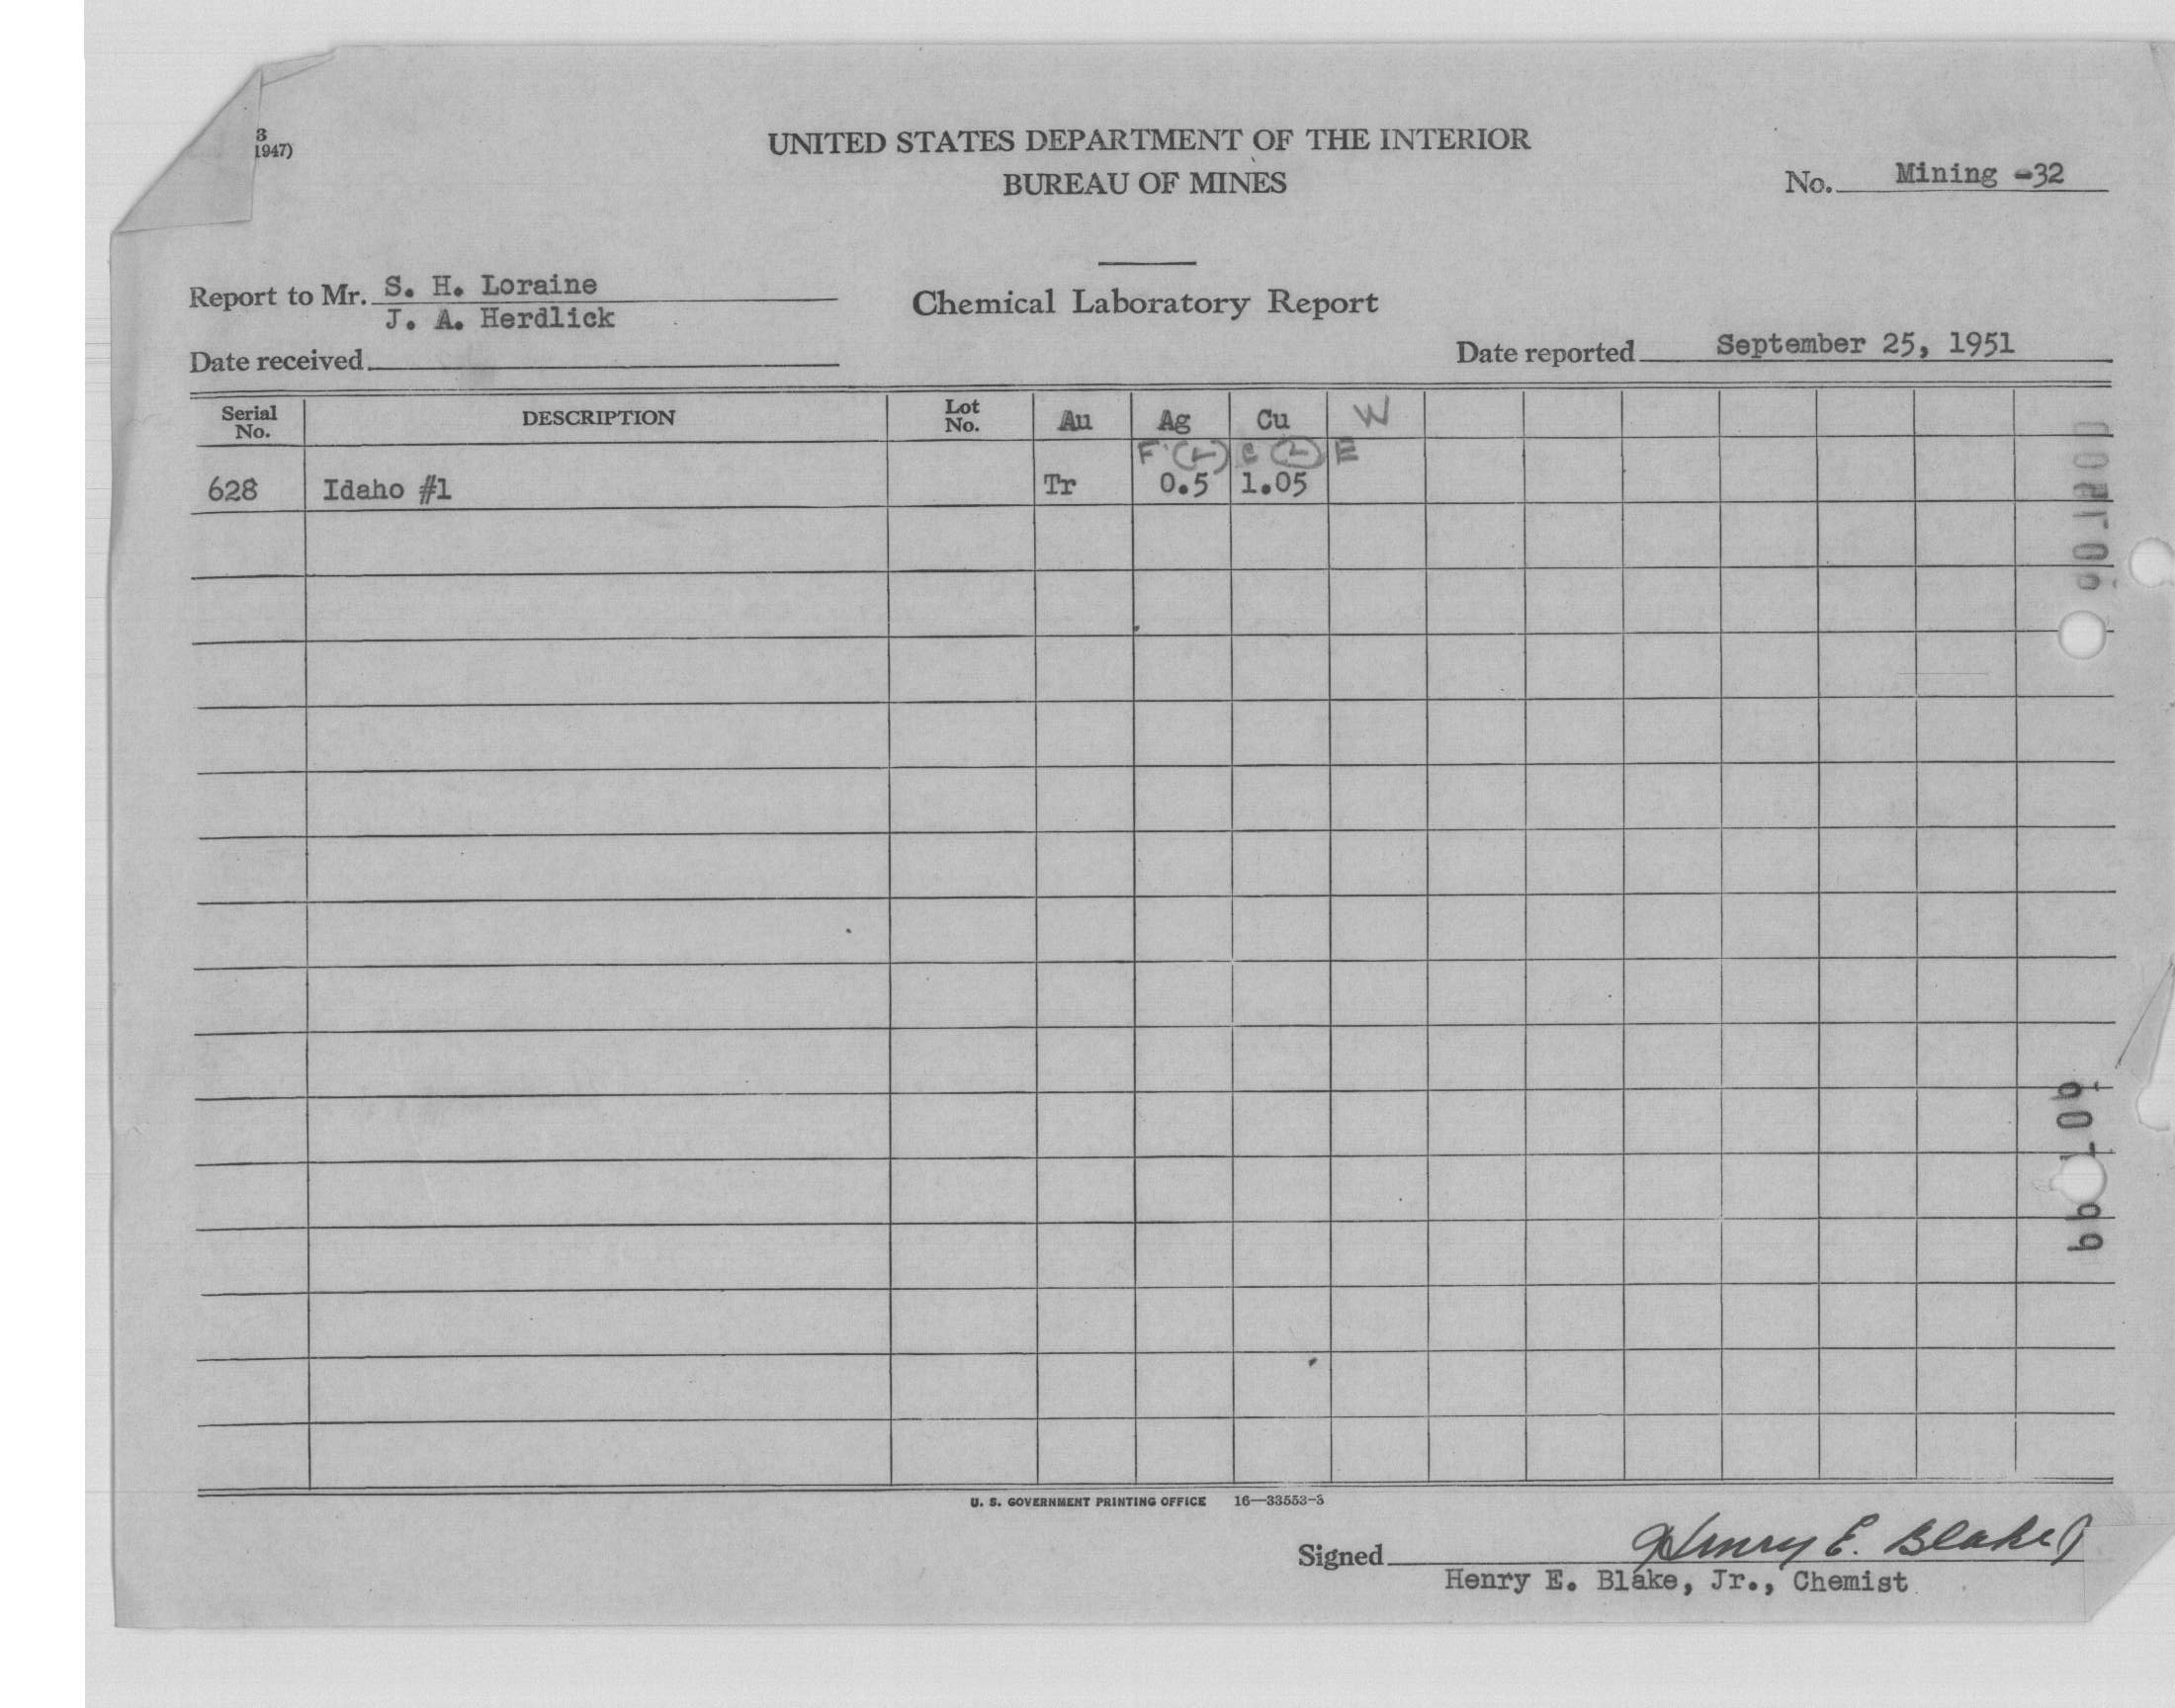 3
1947)
UNITED STATES DEPARTMENT OF THE INTERIOR
BUREAU OF MINES
No. Mining -32
Report to Mr. S. H. Loraine
J. A. Herdlick
Chemical Laboratory Report
Date received
Date reported September 25, 1951
Serial No. DESCRIPTION Lot No. Au Ag Cu W
F C E
628 Idaho #1 Tr 0.5 1.05
U. S. GOVERNMENT PRINTING OFFICE 16—33553-3
Signed Henry E. Blake Jr
Henry E. Blake, Jr., Chemist